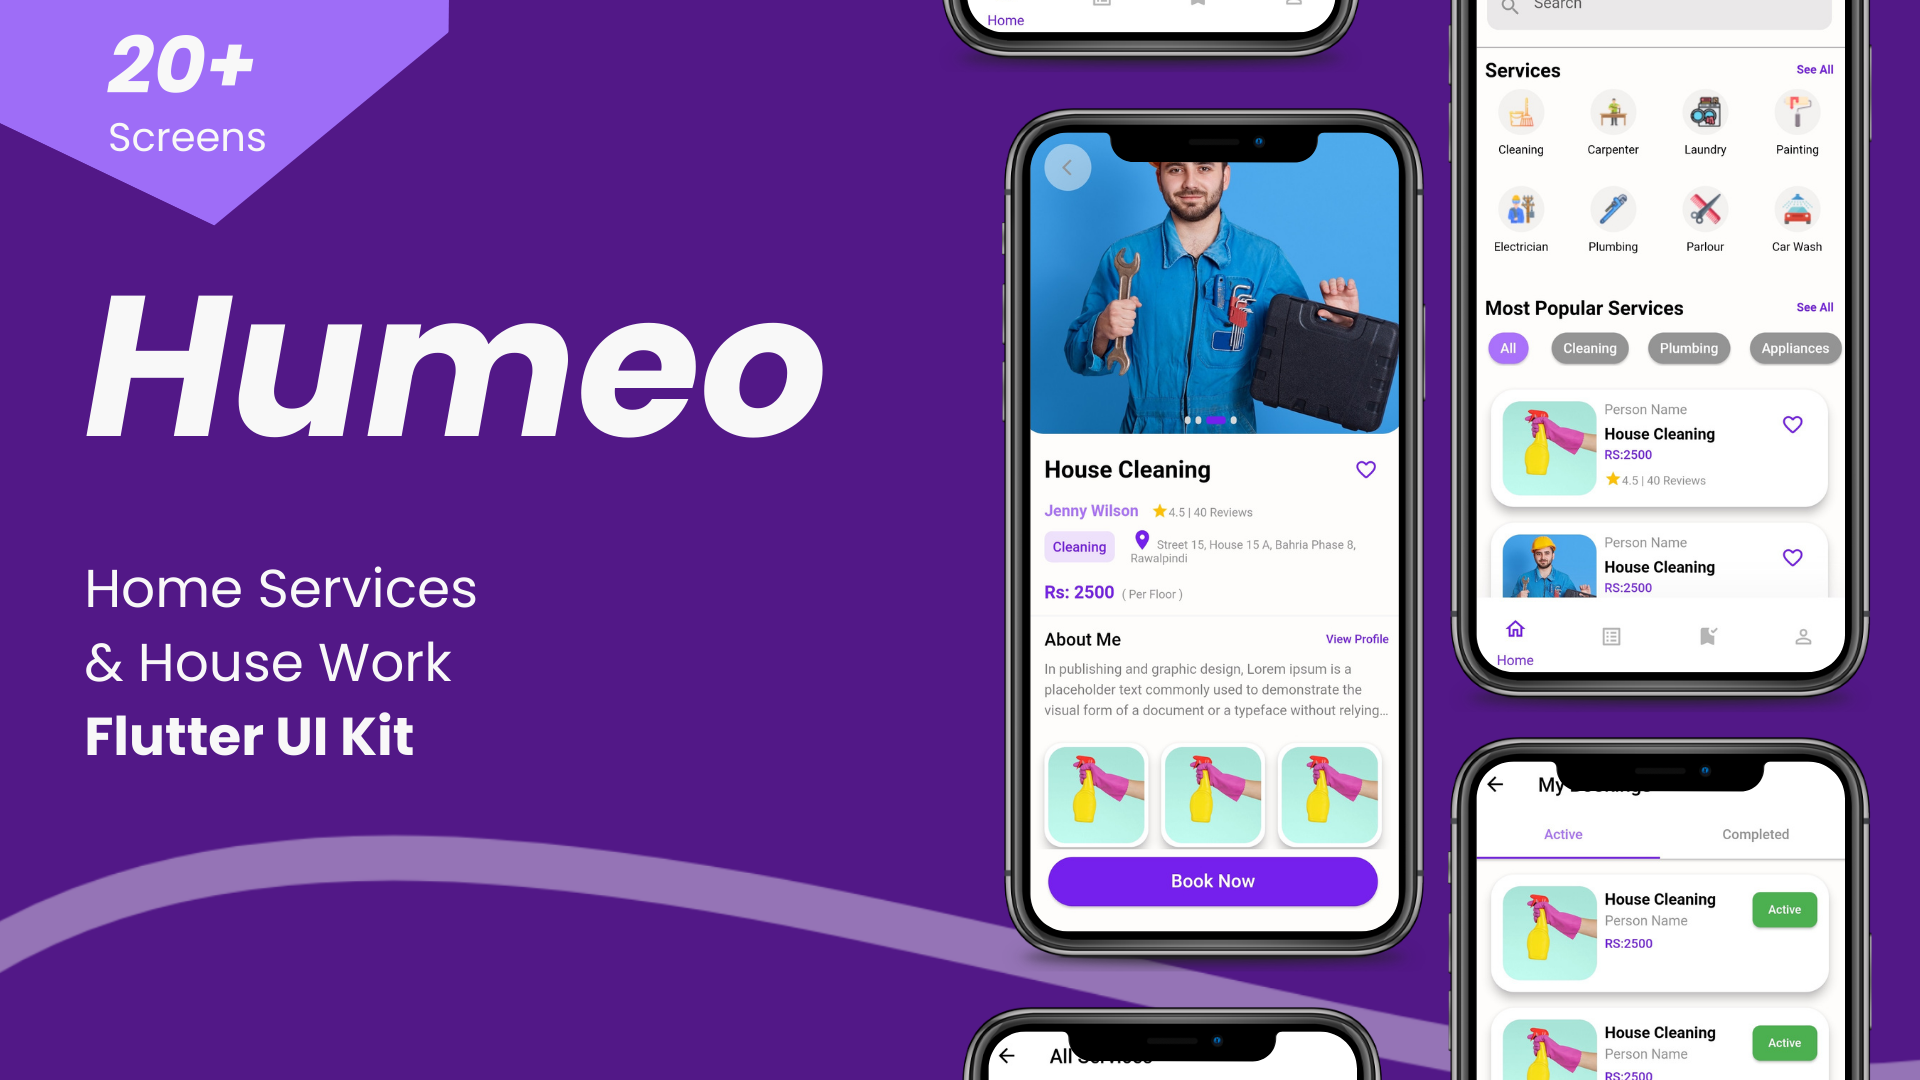 20+
Screens
Humeo
Home Services
& House Work
Flutter UI Kit
Home
House Cleaning
Jenny Wilson
4.5 | 40 Reviews
Cleaning
Street 15, House 15 A, Bahria Phase 8,
Rawalpindi
Rs: 2500 ( Per Floor )
About Me
View Profile
In publishing and graphic design, Lorem ipsum is a
placeholder text commonly used to demonstrate the
visual form of a document or a typeface without relying...
Book Now
All Services
Search
Services
See All
Cleaning
Carpenter
Laundry
Painting
Electrician
Plumbing
Parlour
Car Wash
Most Popular Services
See All
All
Cleaning
Plumbing
Appliances
Person Name
House Cleaning
RS:2500
4.5 | 40 Reviews
Person Name
House Cleaning
RS:2500
Home
My Bookings
Active
Completed
House Cleaning
Person Name
RS:2500
Active
House Cleaning
Person Name
RS:2500
Active